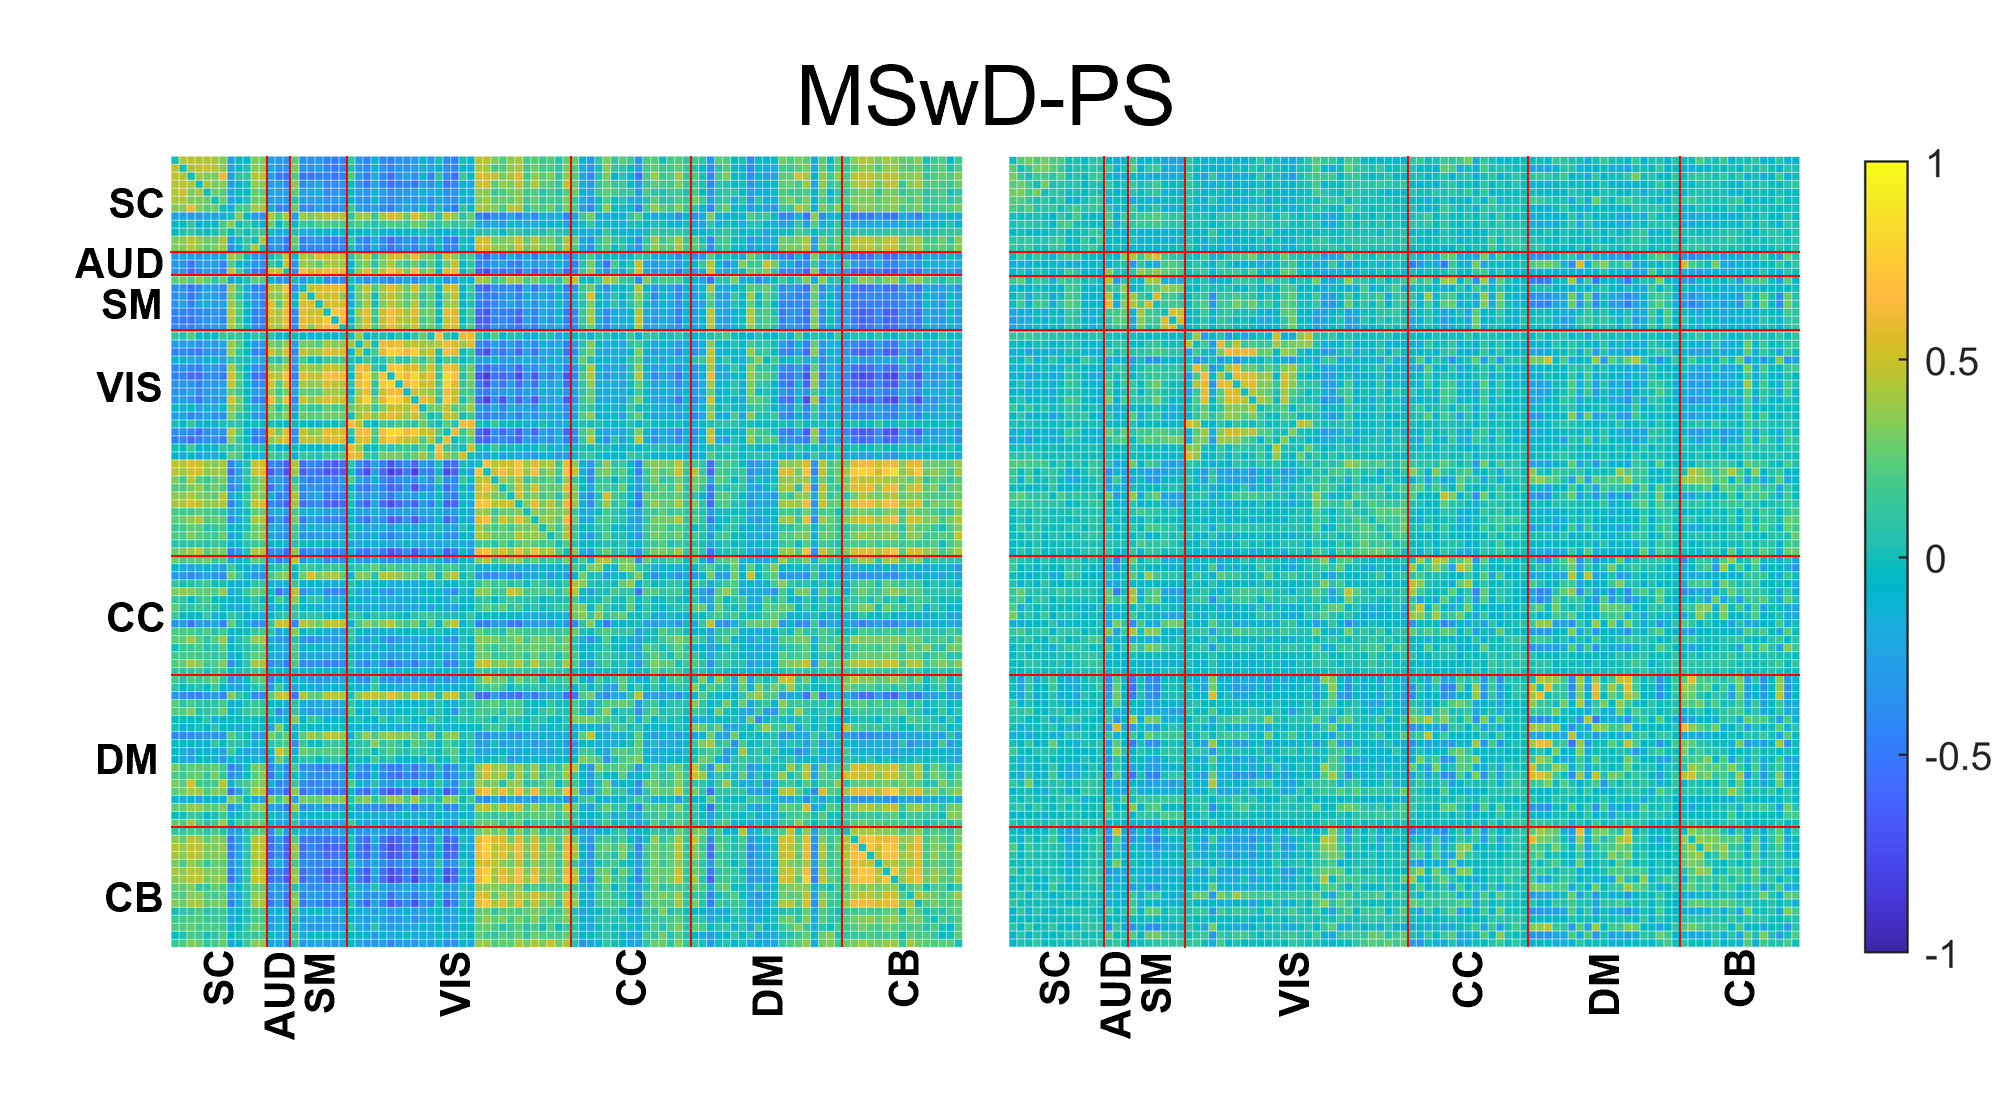 MSwD-PS
SC
AUD
SM
VIS
CC
DM
CB
SC AUD SM VIS CC DM CB
SC AUD SM VIS CC DM CB
1
0.5
0
-0.5
-1